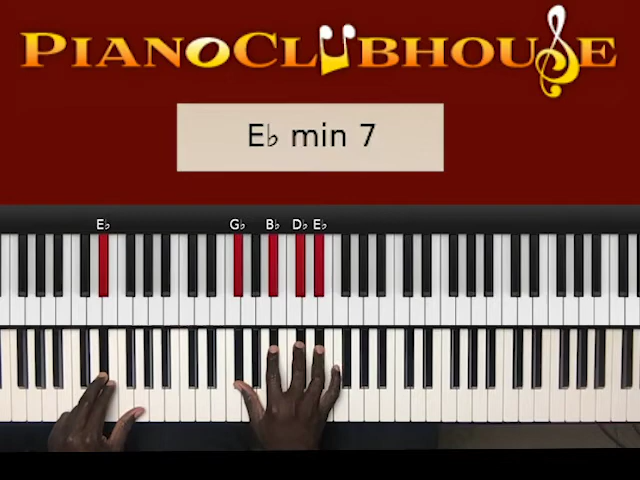 PIANOCLUBHOUSE
E♭ min 7
E♭ G♭ B♭ D♭ E♭